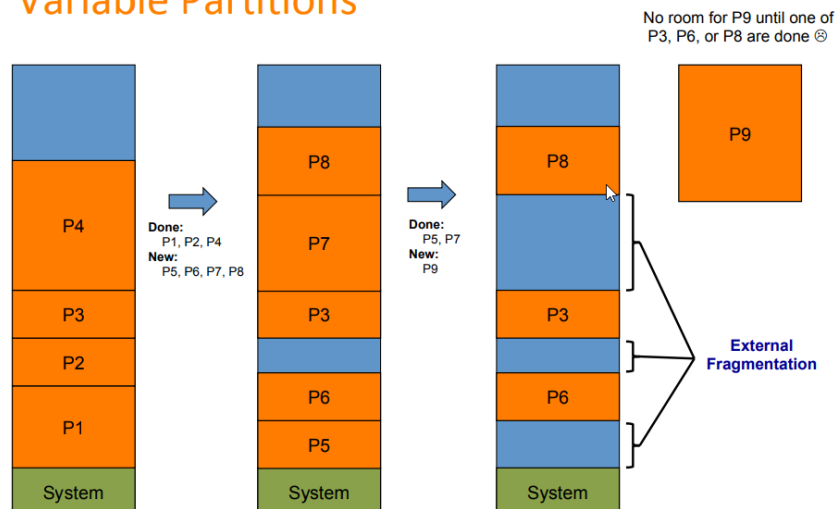 Variable Partitions
No room for P9 until one of
P3, P6, or P8 are done ☹
P4
P3
P2
P1
System
Done:
P1, P2, P4
New:
P5, P6, P7, P8
P8
P7
P3
P6
P5
System
Done:
P5, P7
New:
P9
P8
P3
P6
System
P9
External
Fragmentation